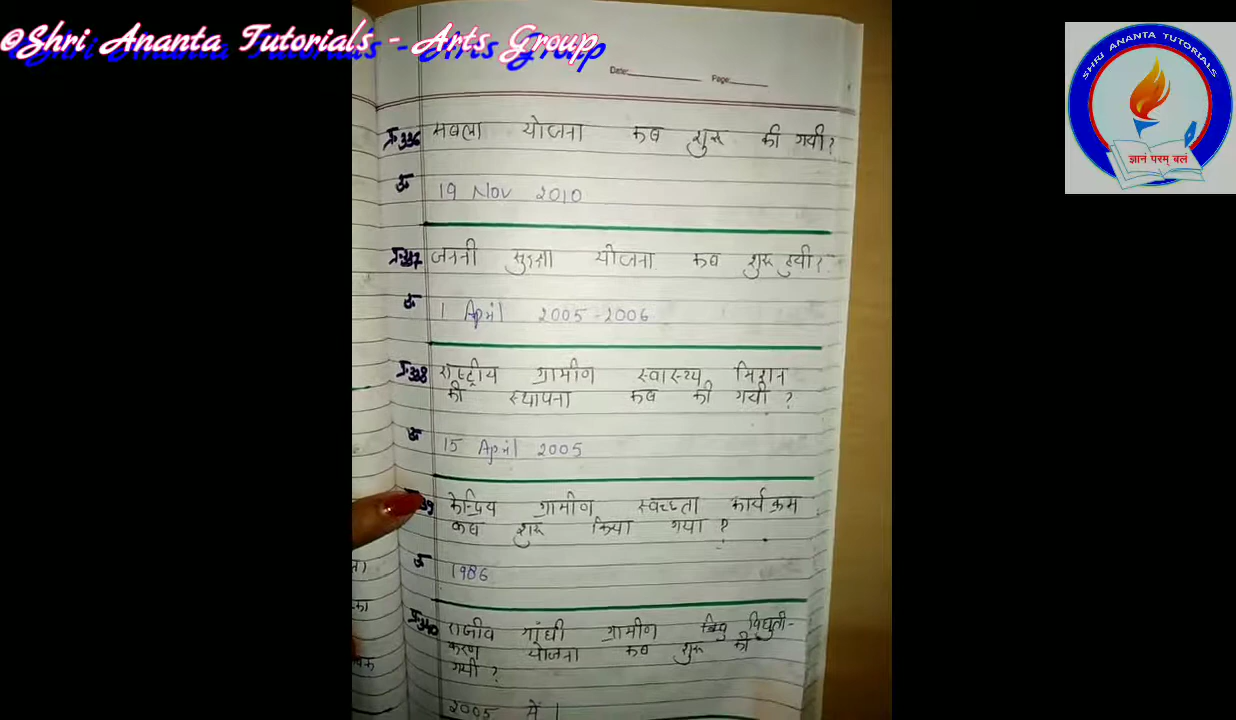 ©Shri Ananta Tutorials - Arts Group
SHRI ANANTA TUTORIALS
ज्ञानं परमं बलं
Date: Page:
प्र.336 सबला योजना कब शुरू की गयी?
उ 19 Nov 2010
प्र.337 जननी सुरक्षा योजना कब शुरू हुयी?
उ 1 April 2005-2006
प्र.338 राष्ट्रीय ग्रामीण स्वास्थ्य मिशन
की स्थापना कब की गयी ?
उ 15 April 2005
39 केन्द्रिय ग्रामीण स्वच्छता कार्यक्रम
कब शुरू किया गया ?
उ 1986
प्र.340 राजीव गांधी ग्रामीण विद्युती-
करण योजना कब शुरू की
गयी ?
2005 में |